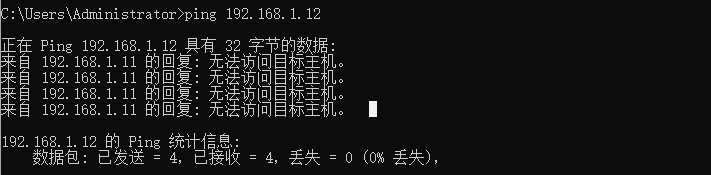 C:\Users\Administrator>ping 192.168.1.12
正在 Ping 192.168.1.12 具有 32 字节的数据:
来自 192.168.1.11 的回复: 无法访问目标主机。
来自 192.168.1.11 的回复: 无法访问目标主机。
来自 192.168.1.11 的回复: 无法访问目标主机。
来自 192.168.1.11 的回复: 无法访问目标主机。
192.168.1.12 的 Ping 统计信息:
数据包: 已发送 = 4, 已接收 = 4, 丢失 = 0 (0% 丢失),